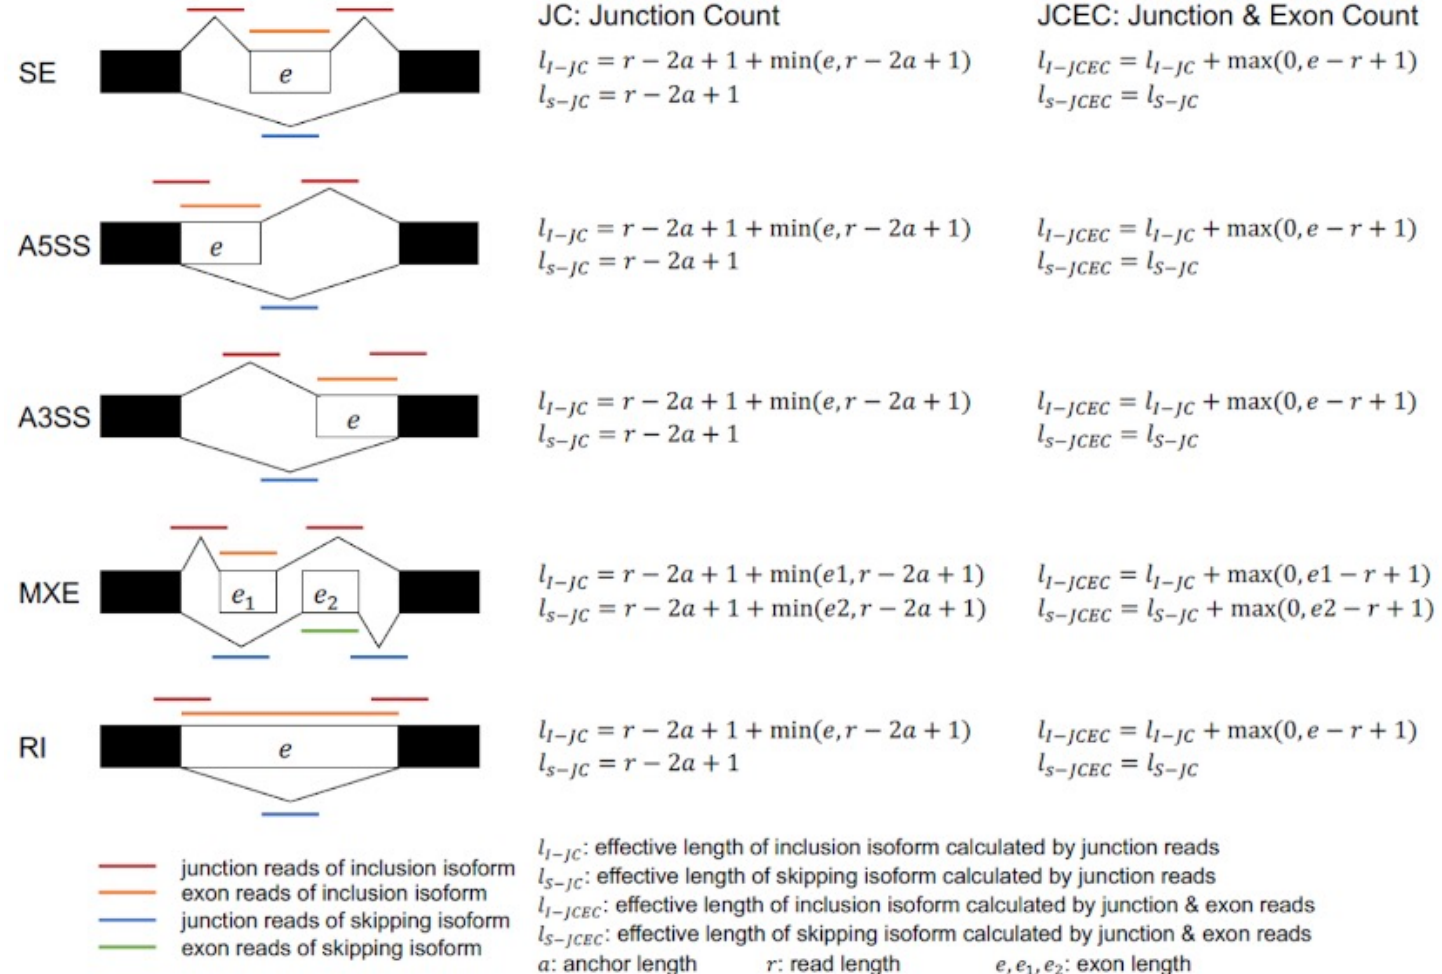 JC: Junction Count
JCEC: Junction & Exon Count
SE
e
l_{I-JC} = r − 2a + 1 + min(e, r − 2a + 1)
l_{s-JC} = r − 2a + 1
l_{I-JCEC} = l_{I-JC} + max(0, e − r + 1)
l_{s-JCEC} = l_{S-JC}
A5SS
e
l_{I-JC} = r − 2a + 1 + min(e, r − 2a + 1)
l_{s-JC} = r − 2a + 1
l_{I-JCEC} = l_{I-JC} + max(0, e − r + 1)
l_{s-JCEC} = l_{S-JC}
A3SS
e
l_{I-JC} = r − 2a + 1 + min(e, r − 2a + 1)
l_{s-JC} = r − 2a + 1
l_{I-JCEC} = l_{I-JC} + max(0, e − r + 1)
l_{s-JCEC} = l_{S-JC}
MXE
e₁
e₂
l_{I-JC} = r − 2a + 1 + min(e1, r − 2a + 1)
l_{s-JC} = r − 2a + 1 + min(e2, r − 2a + 1)
l_{I-JCEC} = l_{I-JC} + max(0, e1 − r + 1)
l_{s-JCEC} = l_{S-JC} + max(0, e2 − r + 1)
RI
e
l_{I-JC} = r − 2a + 1 + min(e, r − 2a + 1)
l_{s-JC} = r − 2a + 1
l_{I-JCEC} = l_{I-JC} + max(0, e − r + 1)
l_{s-JCEC} = l_{S-JC}
junction reads of inclusion isoform
exon reads of inclusion isoform
junction reads of skipping isoform
exon reads of skipping isoform
l_{I-JC}: effective length of inclusion isoform calculated by junction reads
l_{S-JC}: effective length of skipping isoform calculated by junction reads
l_{I-JCEC}: effective length of inclusion isoform calculated by junction & exon reads
l_{S-JCEC}: effective length of skipping isoform calculated by junction & exon reads
a: anchor length r: read length e, e₁, e₂: exon length